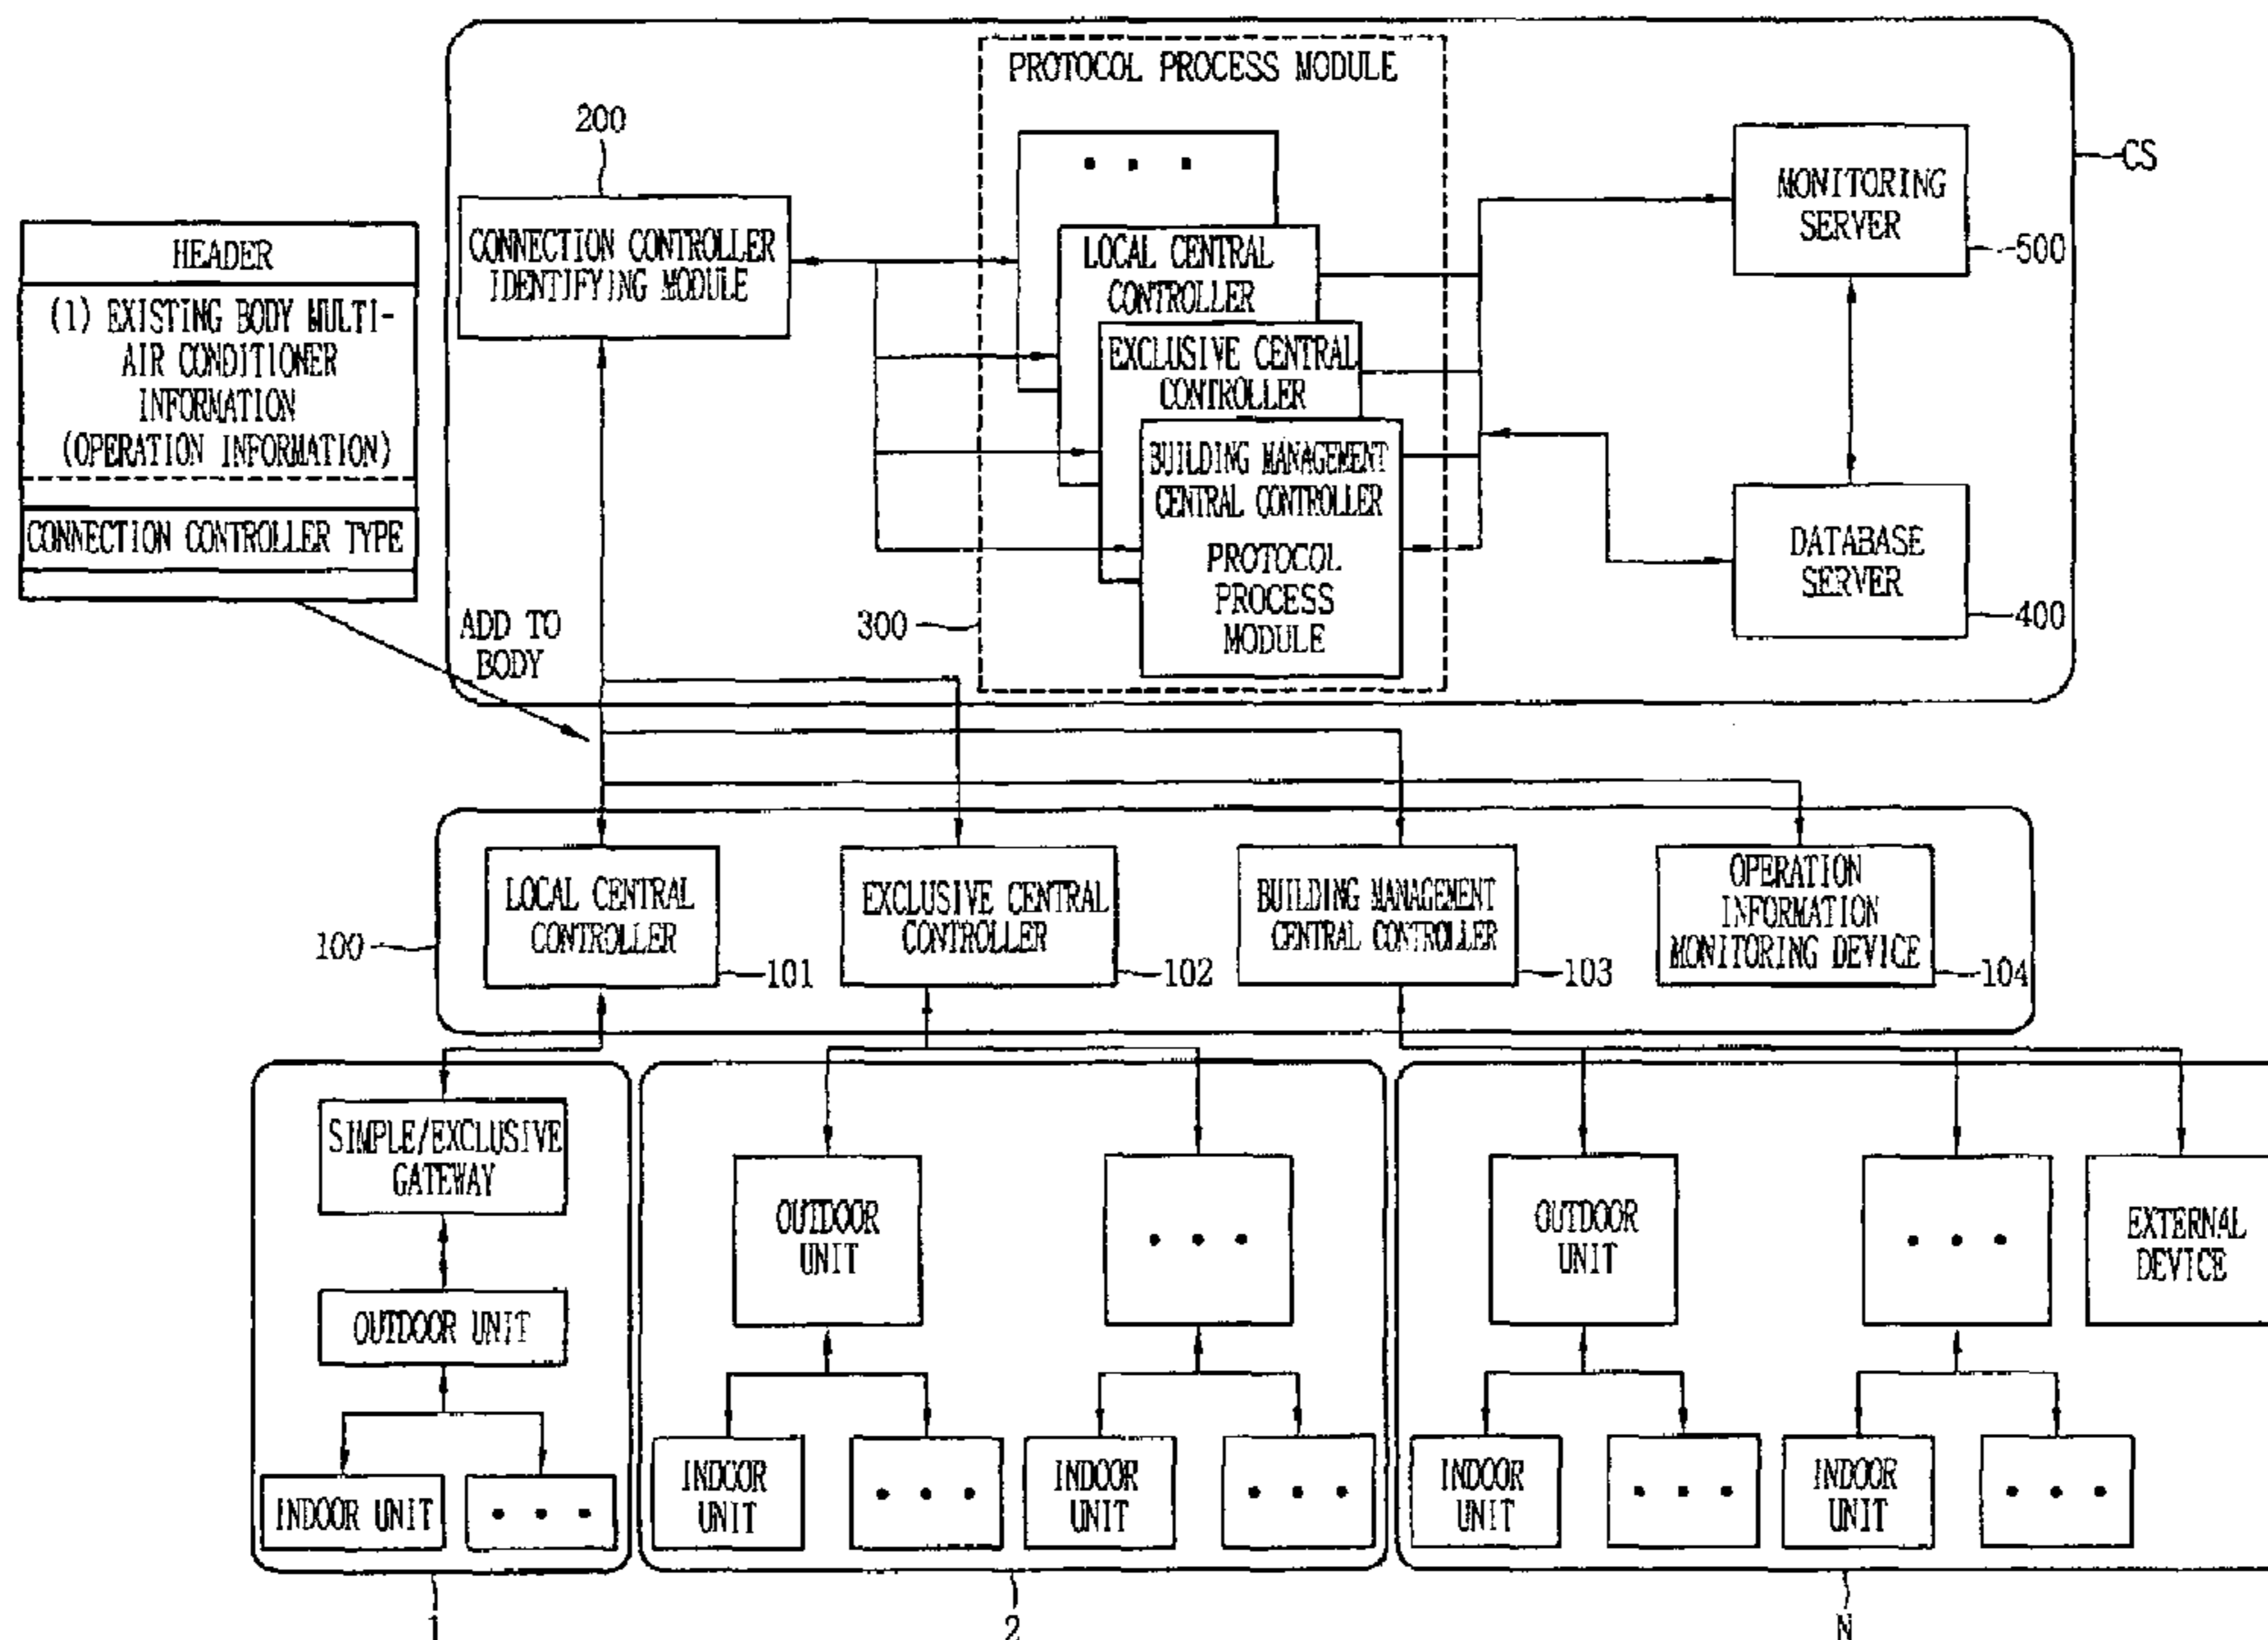 PROTOCOL PROCESS MODULE
200
CONNECTION CONTROLLER
IDENTIFYING MODULE
• • •
LOCAL CENTRAL
CONTROLLER
EXCLUSIVE CENTRAL
CONTROLLER
BUILDING MANAGEMENT
CENTRAL CONTROLLER
PROTOCOL
PROCESS
MODULE
300
MONITORING
SERVER
500
CS
DATABASE
SERVER
400
HEADER
(1) EXISTING BODY MULTI-
AIR CONDITIONER
INFORMATION
(OPERATION INFORMATION)
CONNECTION CONTROLLER TYPE
ADD TO
BODY
100
LOCAL CENTRAL
CONTROLLER
101
EXCLUSIVE CENTRAL
CONTROLLER
102
BUILDING MANAGEMENT
CENTRAL CONTROLLER
103
OPERATION
INFORMATION
MONITORING DEVICE
104
SIMPLE/EXCLUSIVE
GATEWAY
OUTDOOR UNIT
INDOOR UNIT
• • •
1
OUTDOOR
UNIT
• • •
INDOOR
UNIT
• • •
INDOOR
UNIT
• • •
2
OUTDOOR
UNIT
• • •
EXTERNAL
DEVICE
INDOOR
UNIT
• • •
INDOOR
UNIT
• • •
N